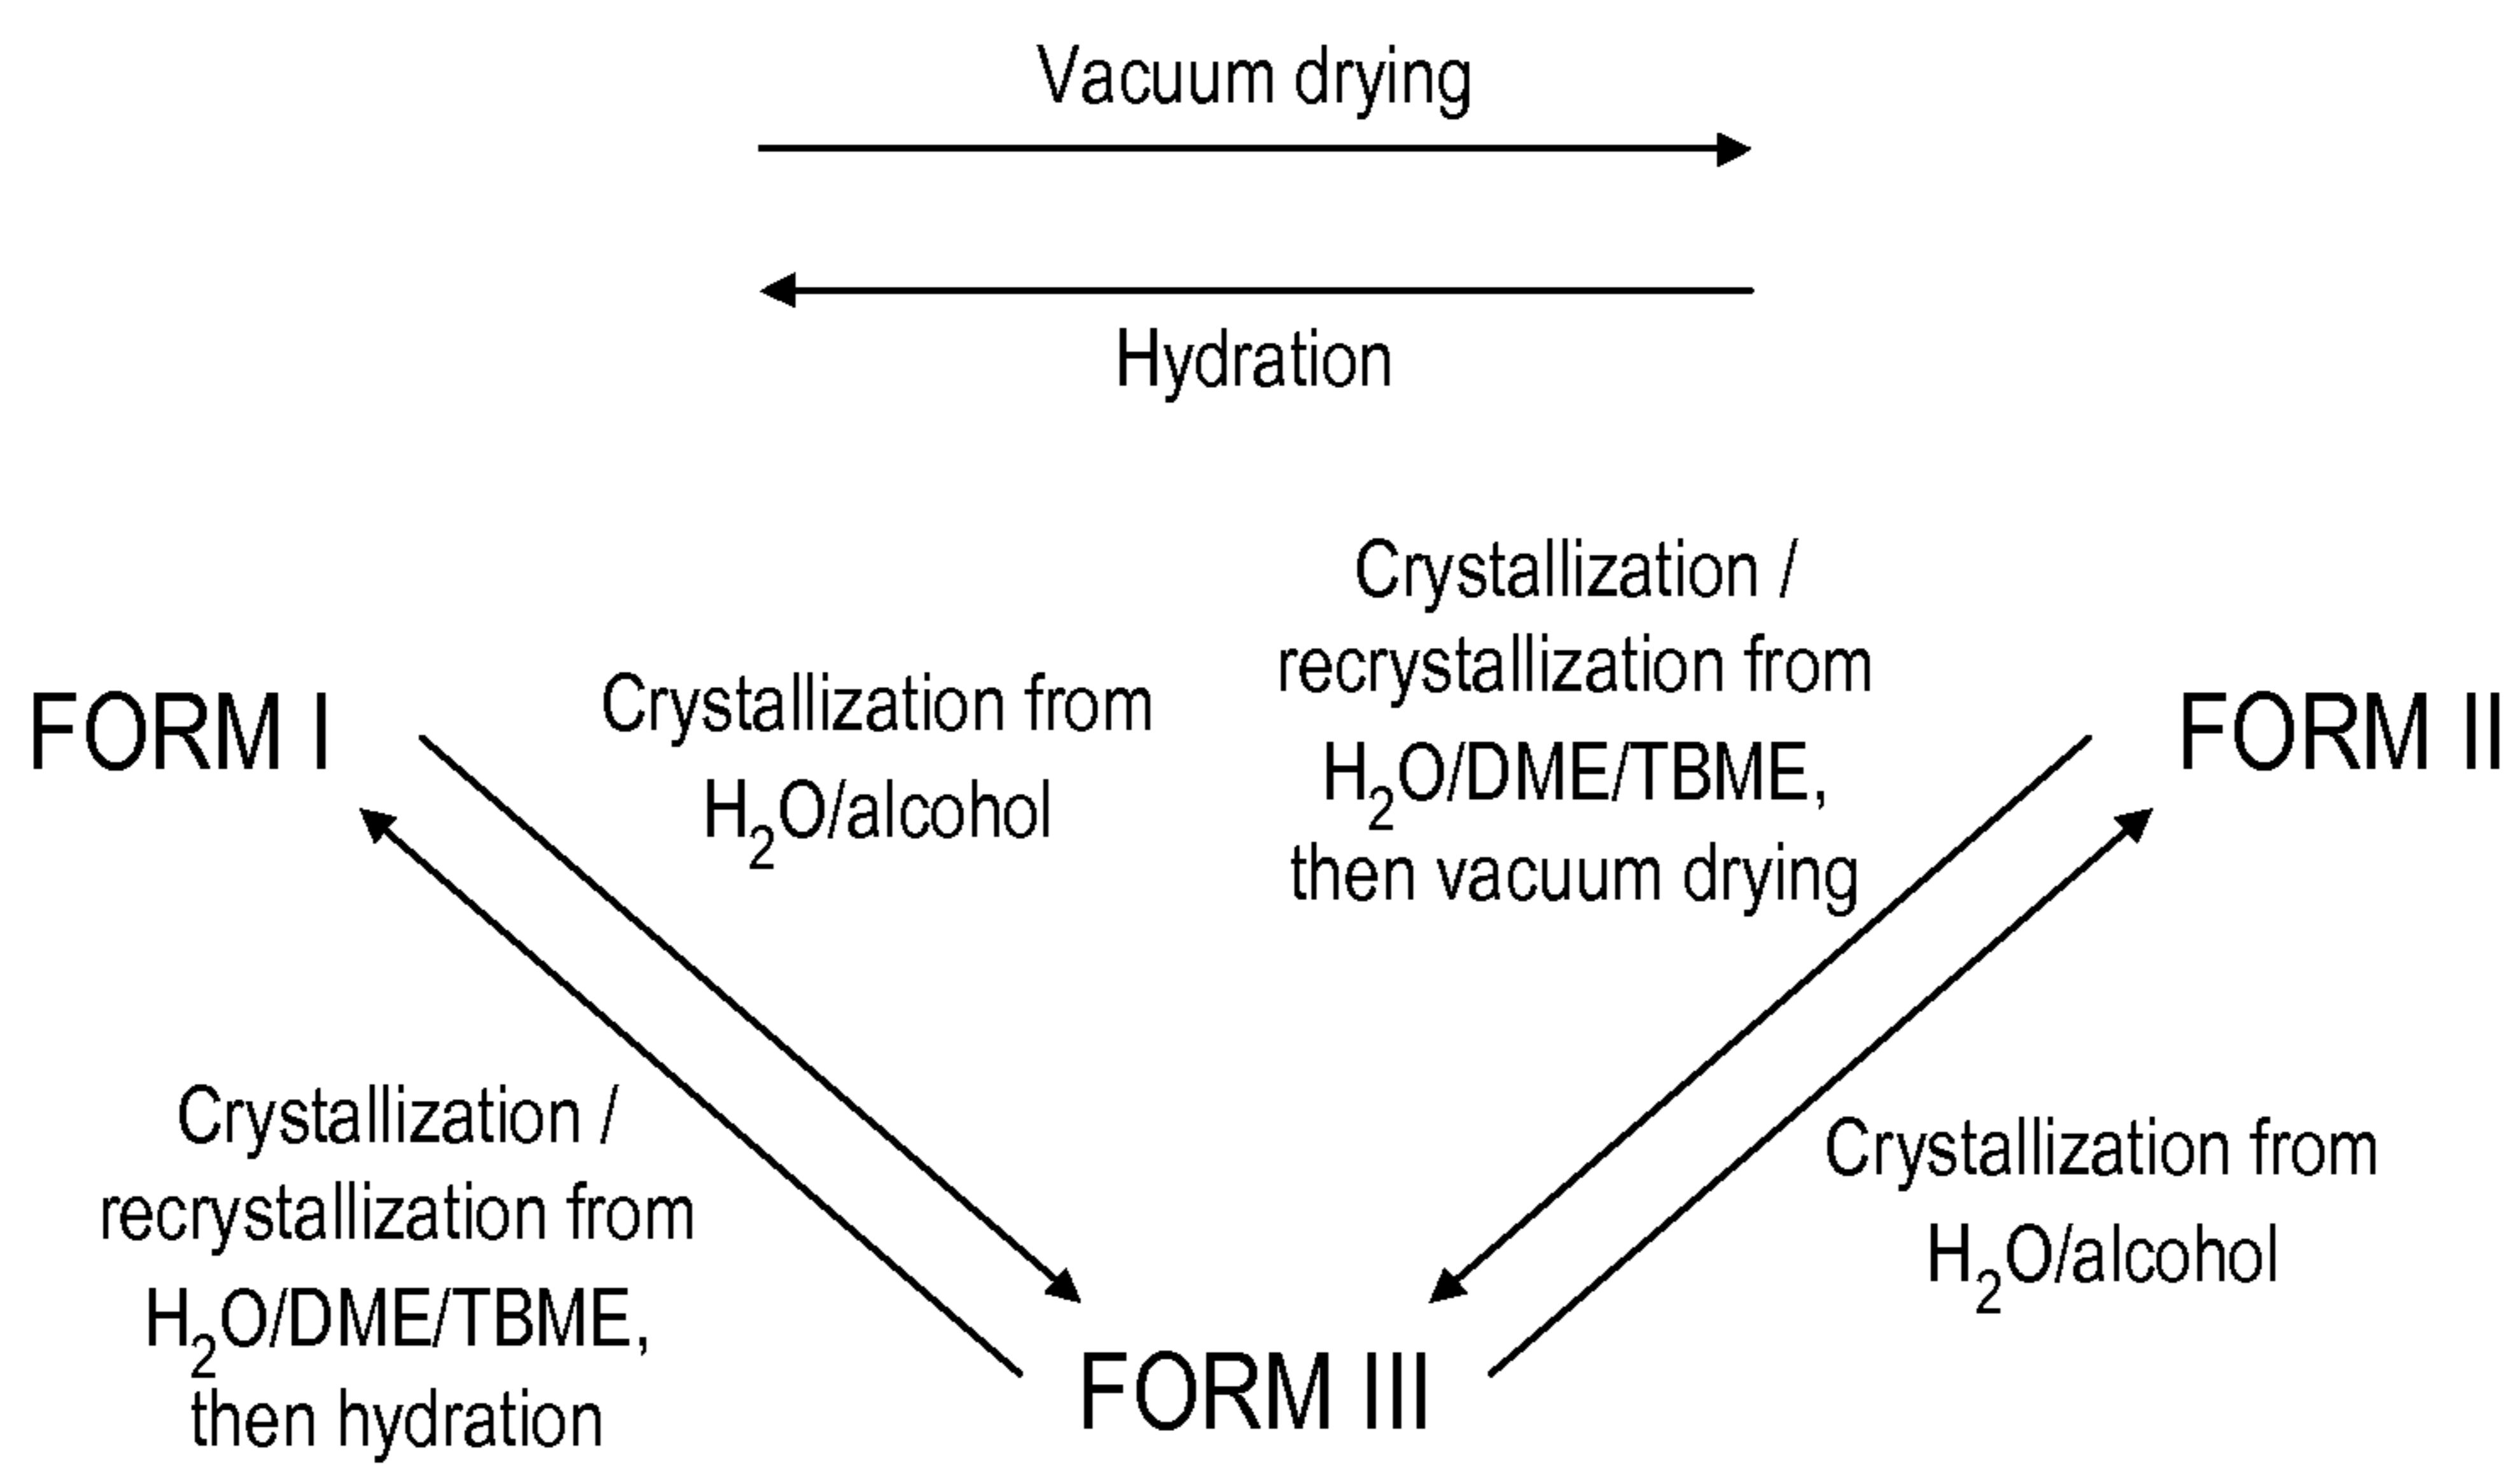 Vacuum drying
Hydration
Crystallization /
recrystallization from
H₂O/DME/TBME,
then vacuum drying
Crystallization from
H₂O/alcohol
FORM I
FORM II
Crystallization /
recrystallization from
H₂O/DME/TBME,
then hydration
Crystallization from
H₂O/alcohol
FORM III